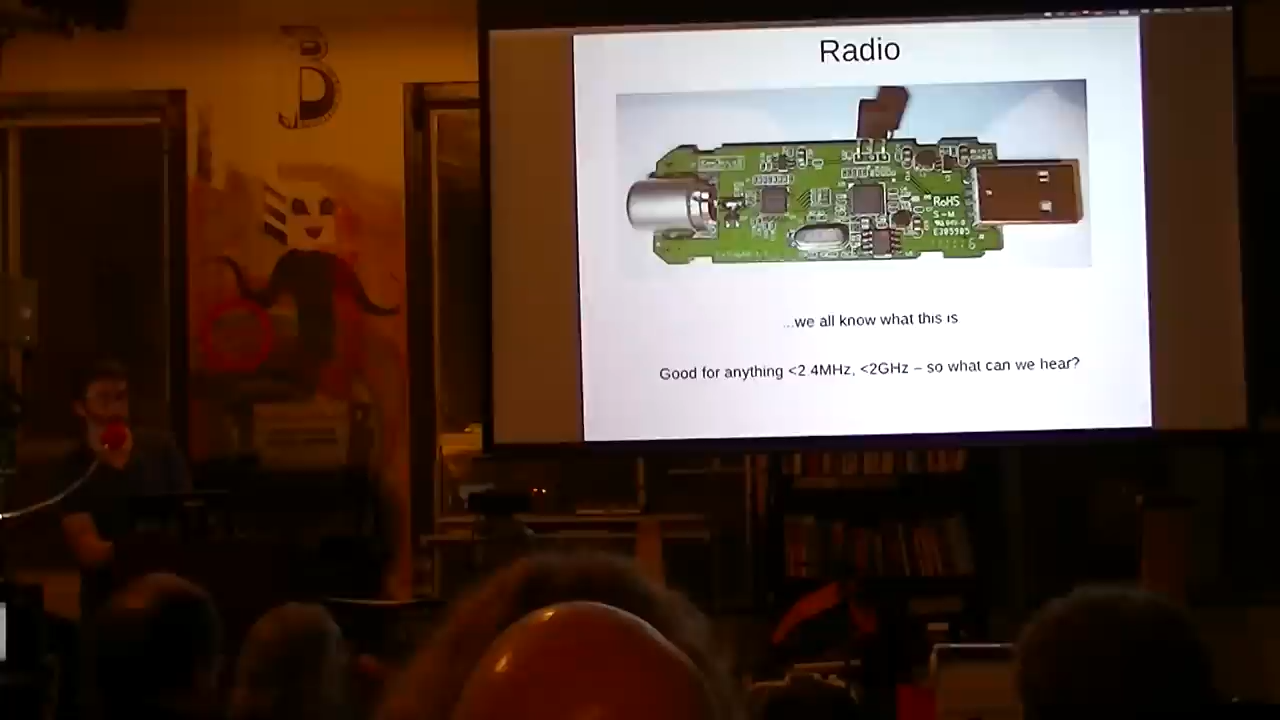 Radio
RoHS
S-M
E305985
...we all know what this is
Good for anything <2 4MHz, <2GHz – so what can we hear?